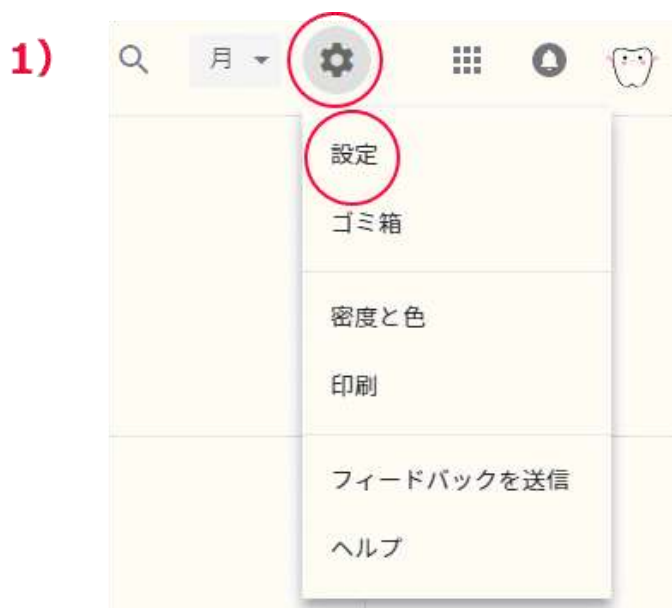 1)
月
設定
ゴミ箱
密度と色
印刷
フィードバックを送信
ヘルプ